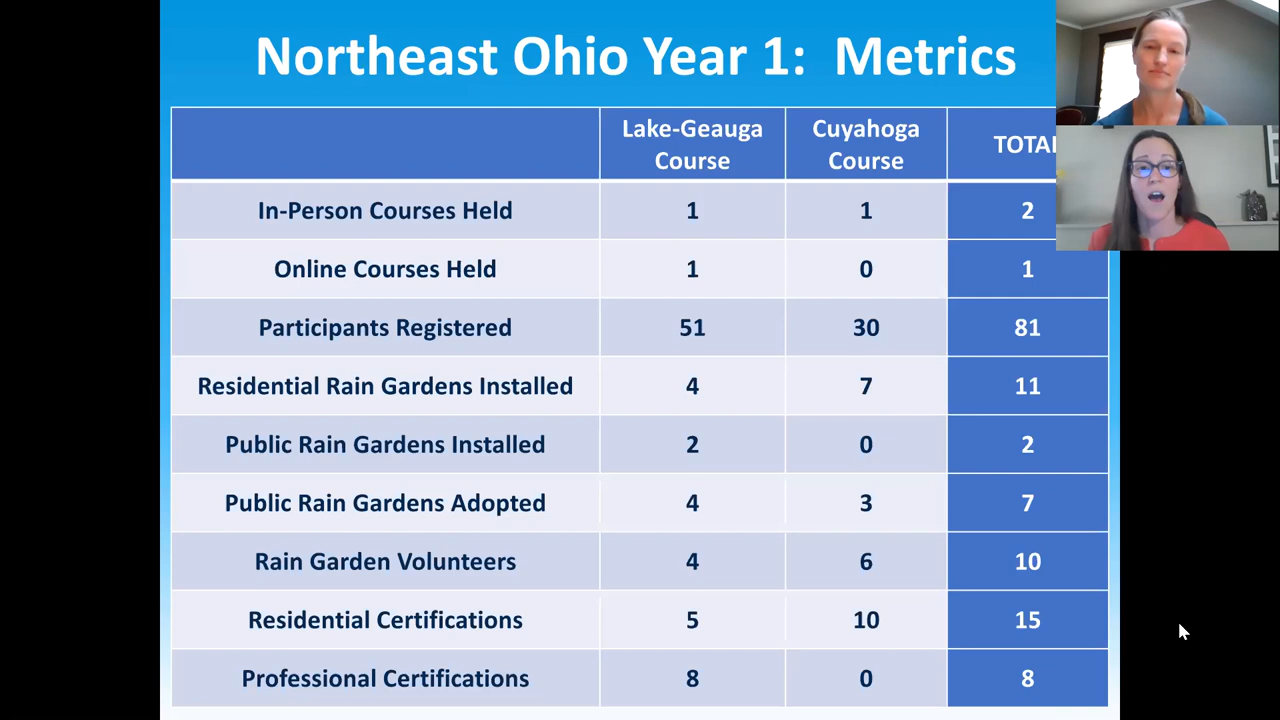 Northeast Ohio Year 1: Metrics
Lake-Geauga Course
Cuyahoga Course
TOTAL
In-Person Courses Held 1 1 2
Online Courses Held 1 0 1
Participants Registered 51 30 81
Residential Rain Gardens Installed 4 7 11
Public Rain Gardens Installed 2 0 2
Public Rain Gardens Adopted 4 3 7
Rain Garden Volunteers 4 6 10
Residential Certifications 5 10 15
Professional Certifications 8 0 8